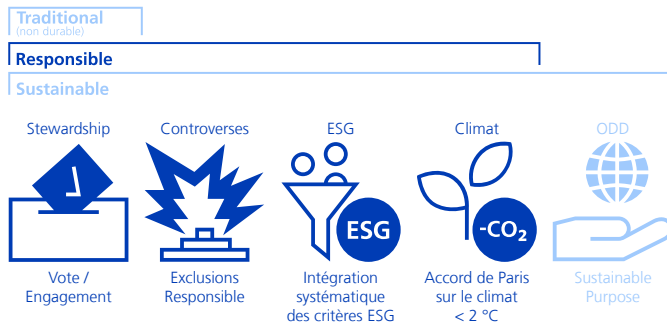 Traditional
(non durable)
Responsible
Sustainable
Stewardship
Controverses
ESG
Climat
ODD
ESG
-CO₂
Vote /
Engagement
Exclusions
Responsible
Intégration
systématique
des critères ESG
Accord de Paris
sur le climat
< 2 °C
Sustainable
Purpose